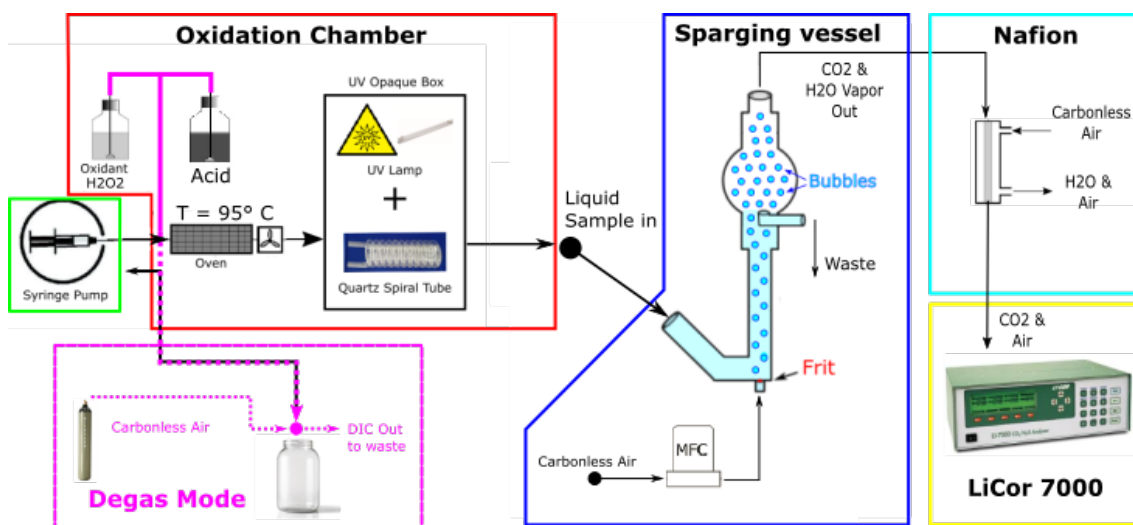 Oxidation Chamber
UV Opaque Box
Oxidant
H2O2
Acid
UV Lamp
+
T = 95° C
Oven
Syringe Pump
Quartz Spiral Tube
Carbonless Air
DIC Out
to waste
Degas Mode
Sparging vessel
CO2 &
H2O Vapor
Out
Bubbles
Liquid
Sample in
Waste
Frit
MFC
Carbonless Air
Nafion
Carbonless
Air
H2O &
Air
CO2 &
Air
LiCor 7000